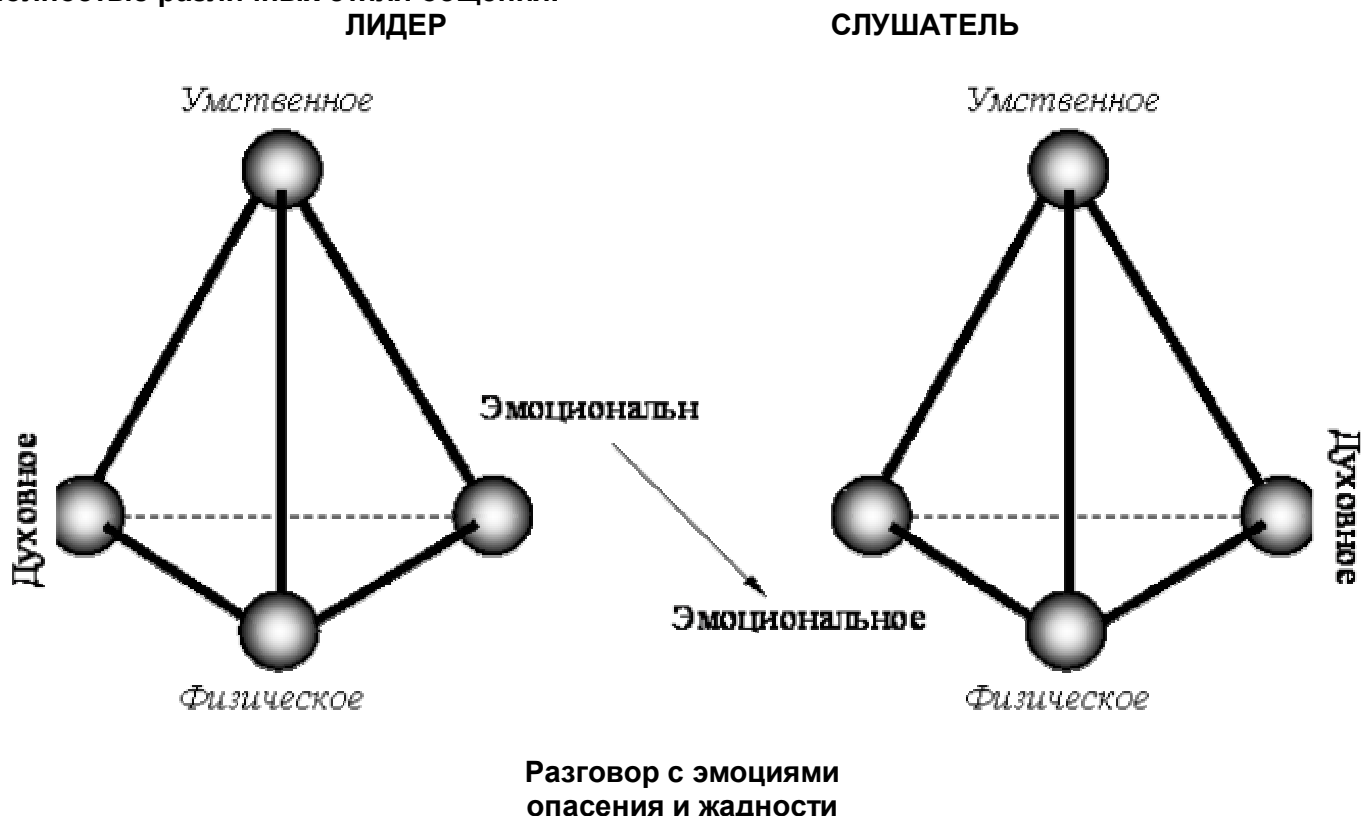 ЛИДЕР СЛУШАТЕЛЬ
Умственное Умственное
Эмоциональн
Духовное Духовное
Эмоциональное
Физическое Физическое
Разговор с эмоциями
опасения и жадности